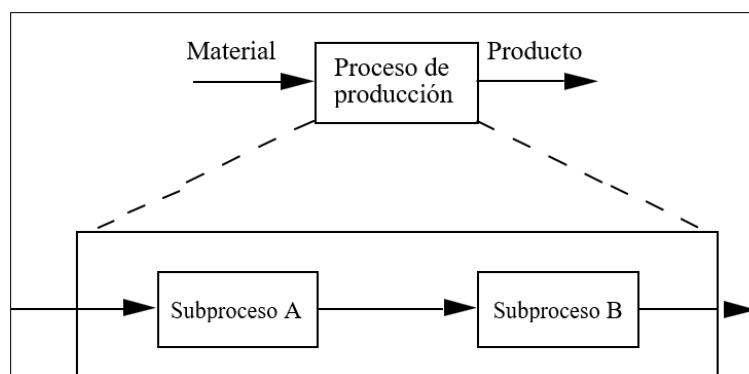 Material
Proceso de
producción
Producto
Subproceso A
Subproceso B